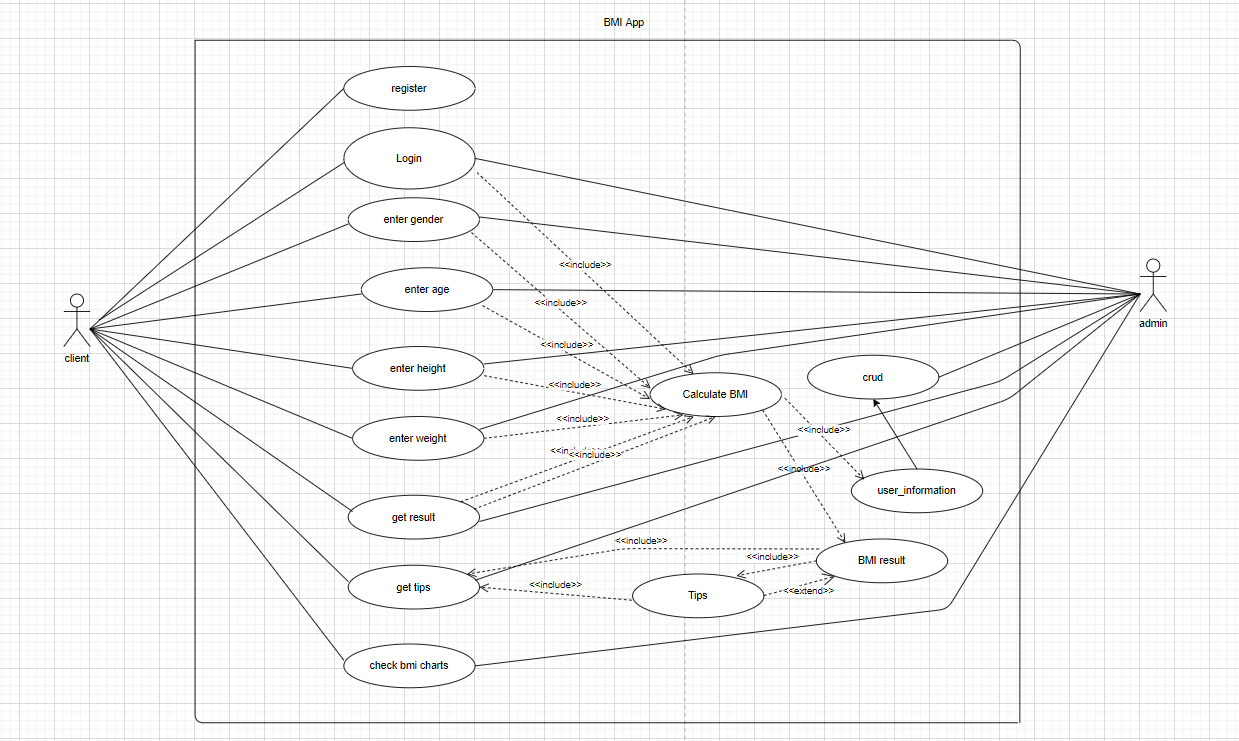 BMI App
register
Login
enter gender
<<include>>
client
admin
enter age
<<include>>
<<include>>
enter height
<<include>>
Calculate BMI
crud
enter weight
<<include>>
<<include>>
<<include>>
<<include>>
user_information
get result
<<include>>
<<include>>
BMI result
get tips
<<include>>
Tips
<<extend>>
check bmi charts